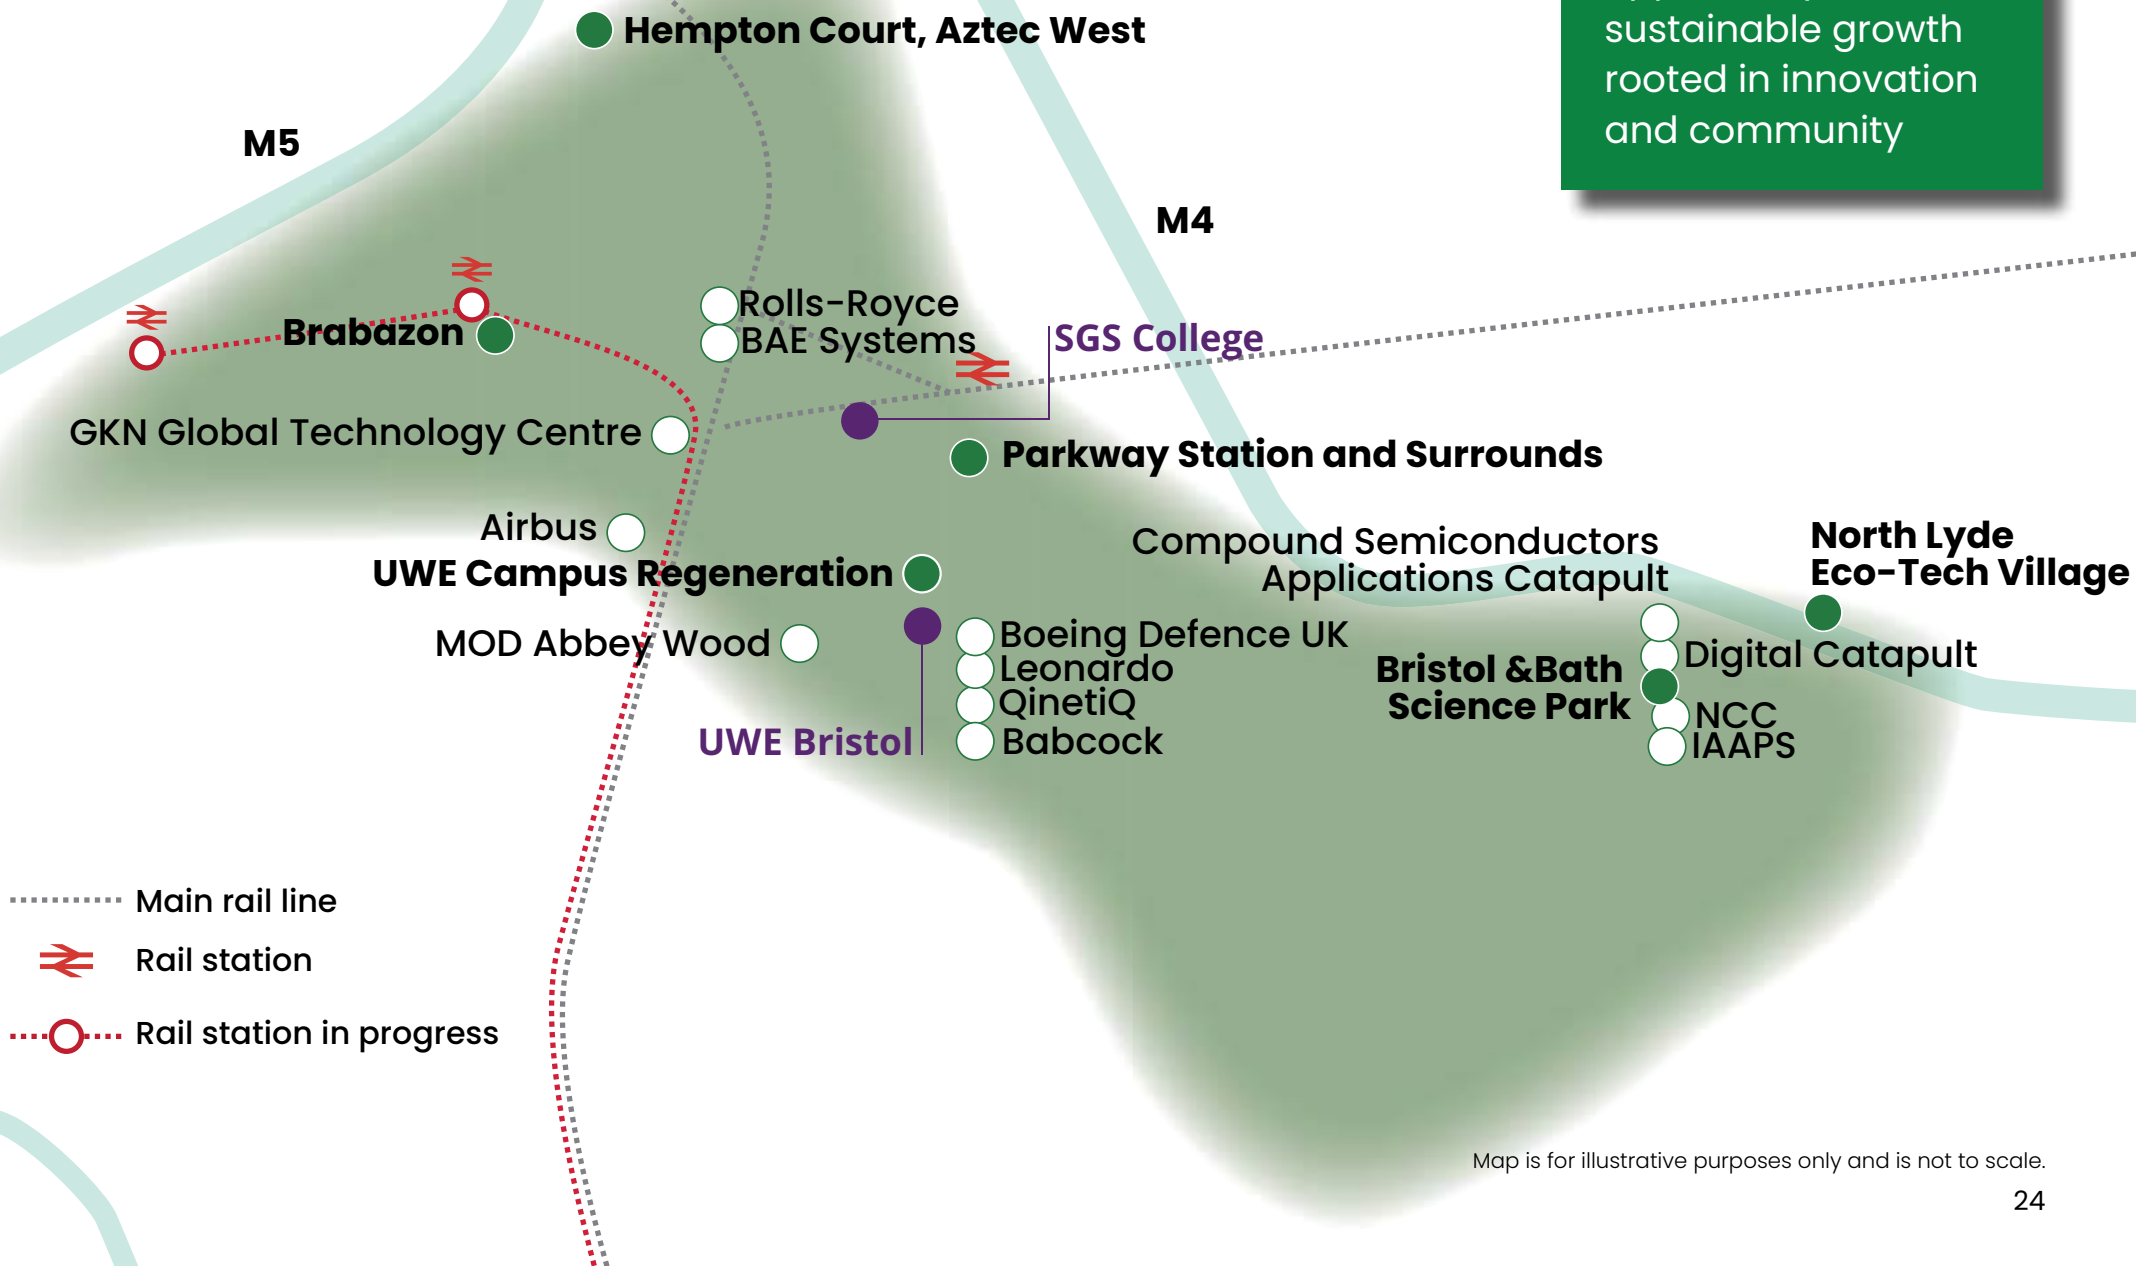 Hempton Court, Aztec West
sustainable growth
rooted in innovation
and community
M5
M4
Rolls-Royce
BAE Systems
SGS College
Brabazon
GKN Global Technology Centre
Parkway Station and Surrounds
Airbus
UWE Campus Regeneration
Compound Semiconductors
Applications Catapult
North Lyde
Eco-Tech Village
MOD Abbey Wood
Boeing Defence UK
Leonardo
QinetiQ
Babcock
UWE Bristol
Digital Catapult
Bristol &Bath
Science Park
NCC
IAAPS
Main rail line
Rail station
Rail station in progress
Map is for illustrative purposes only and is not to scale.
24